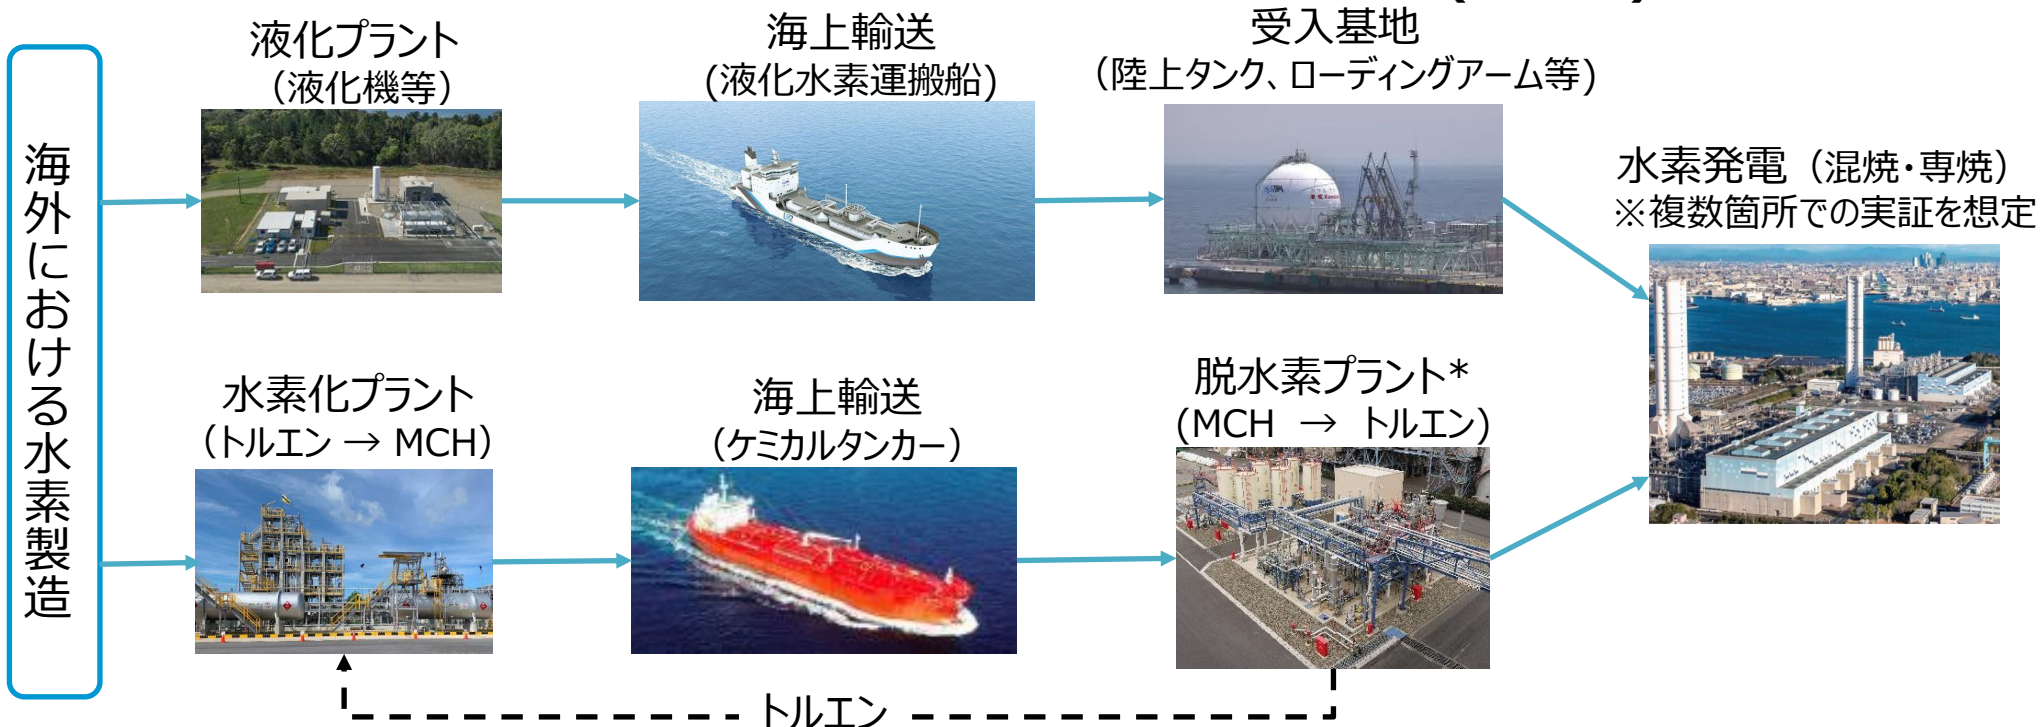 海外における水素製造
液化プラント
（液化機等）
海上輸送
(液化水素運搬船)
受入基地
（陸上タンク、ローディングアーム等）
水素発電（混焼・専焼）
※複数箇所での実証を想定
水素化プラント
（トルエン → MCH）
海上輸送
（ケミカルタンカー）
脱水素プラント*
(MCH → トルエン)
トルエン